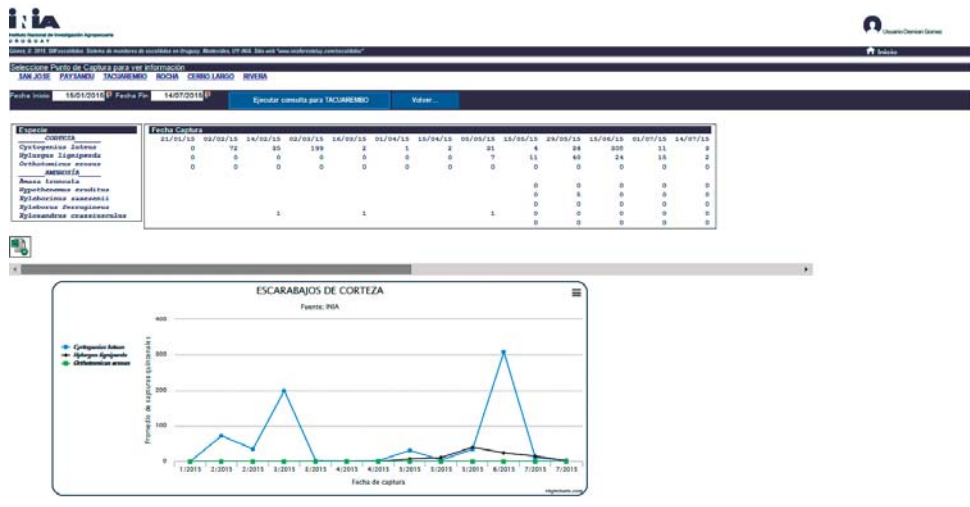 INIA
Instituto Nacional de Investigación Agropecuaria
URUGUAY
Usuario Demian Gomez
Inicio
Seleccione Punto de Captura para ver información
SAN JOSE PAYSANDU TACUAREMBO ROCHA CERRO LARGO RIVERA
Fecha Inicio 15/01/2015 Fecha Fin 14/07/2015 Ejecutar consulta para TACUAREMBO Volver...
Especie Fecha Captura
CORTEZA 21/01/15 02/02/15 14/02/15 02/03/15 16/03/15 01/04/15 15/04/15 05/05/15 15/05/15 29/05/15 15/06/15 01/07/15 14/07/15
Cyrtogenius luteus 0 72 199 2 1 2 4 11
Hylurgus ligniperda 0 0 0 0 0 0 0 7 11 40 24 15 2
Orthotomicus erosus 0 0 0 0 0 0 0 0 0 0 0 0 0
AMBROSÍA
Amasa truncata 0 0 0 0 0
Hypothenemus eruditus 0 5 0 0 0
Xyleborinus saxesenii 0 0 0 0 0
Xyleborus ferrugineus 1 1 1 0 0 0 0 0
Xylosandrus crassiusculus 0 0 0 0 0
ESCARABAJOS DE CORTEZA
Fuente: INIA
Cyrtogenius luteus
Hylurgus ligniperda
Orthotomicus erosus
Promedio de capturas quincenales
400
300
200
100
0
1/2015 2/2015 2/2015 3/2015 3/2015 4/2015 4/2015 5/2015 5/2015 5/2015 6/2015 7/2015 7/2015
Fecha de captura